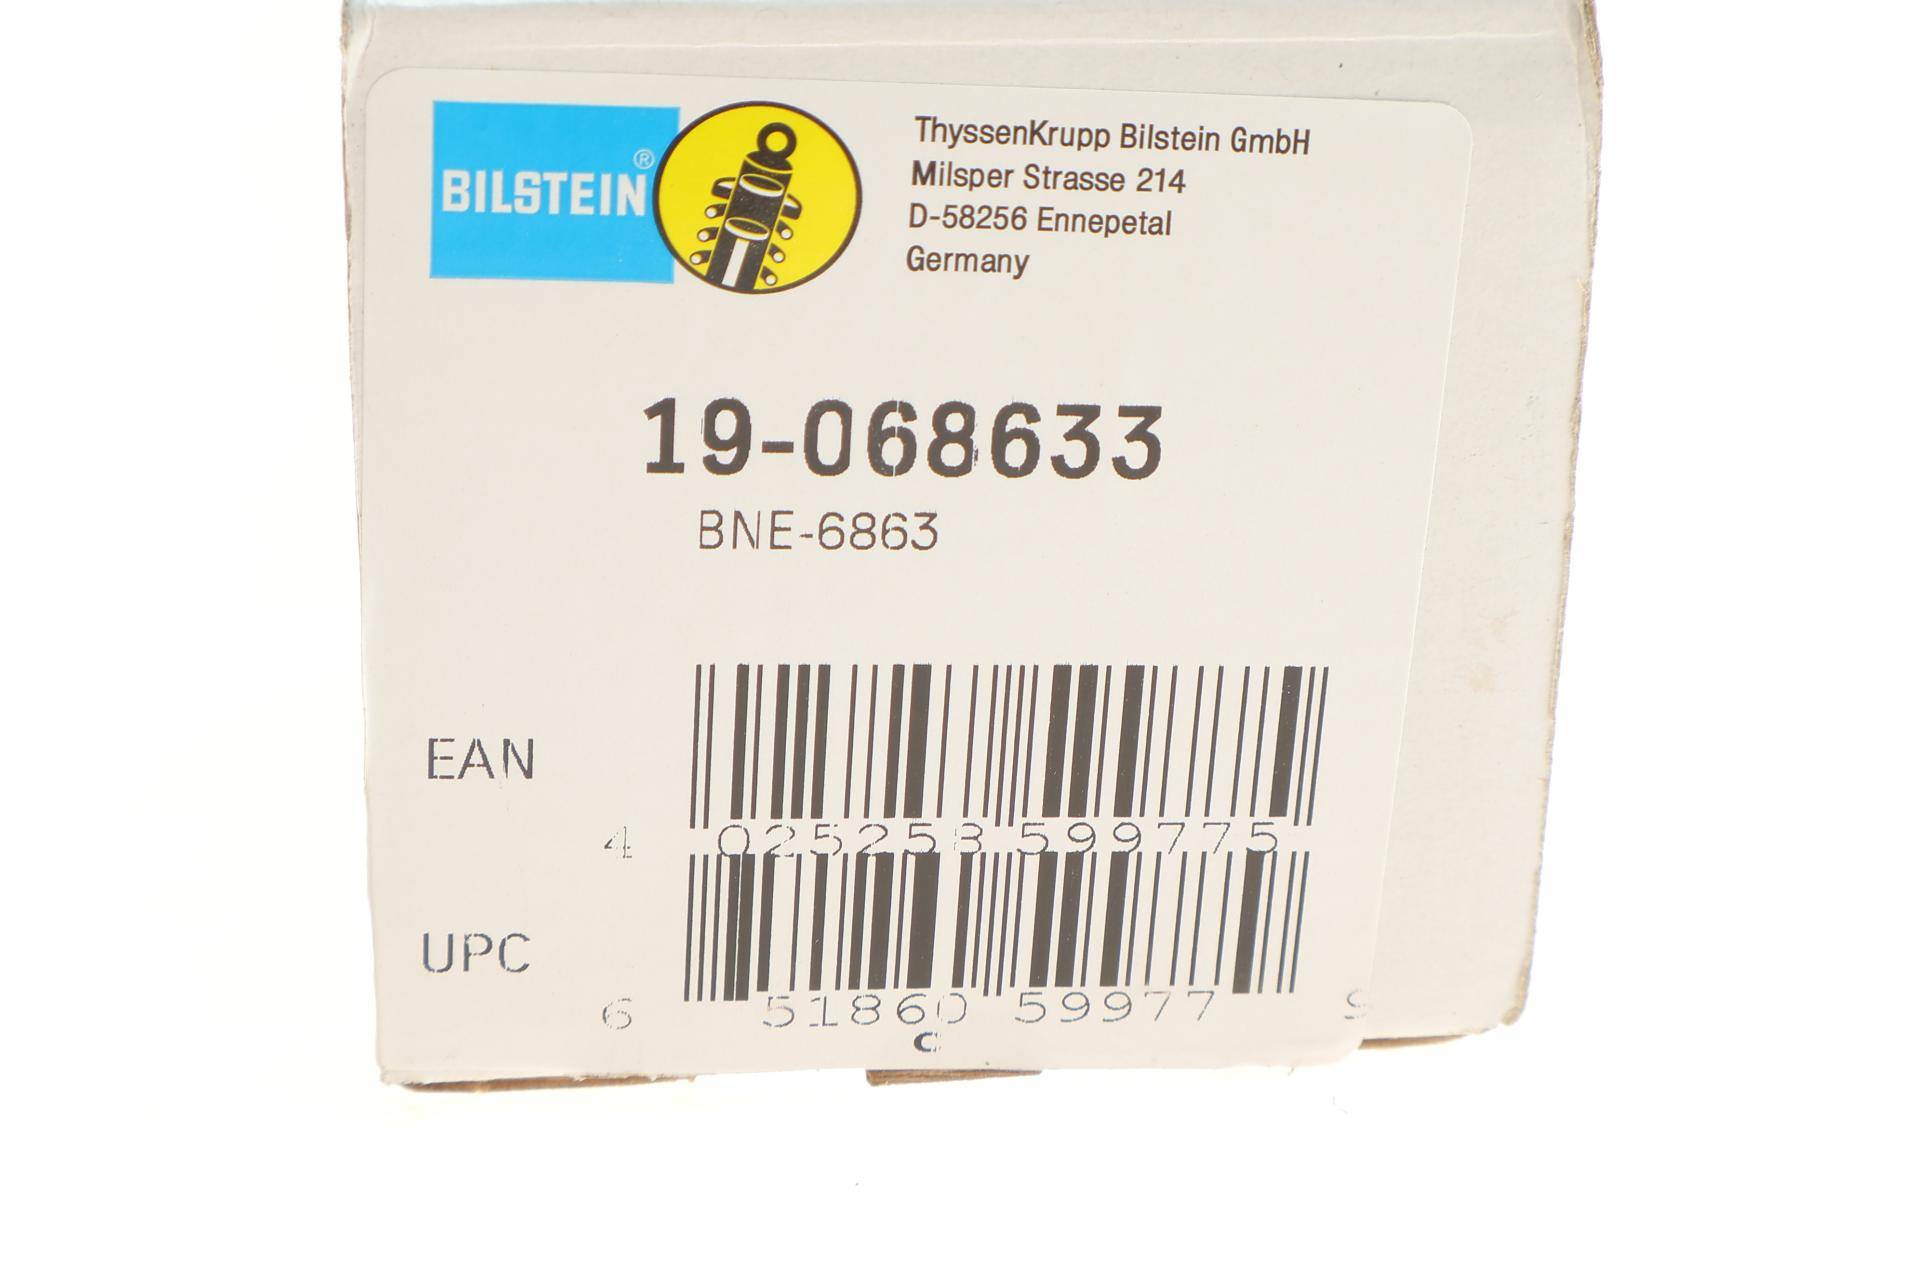 BILSTEIN®
ThyssenKrupp Bilstein GmbH
Milsper Strasse 214
D-58256 Ennepetal
Germany
19-068633
BNE-6863
EAN
4 025258 599775
UPC
6 51860 59977 9
C